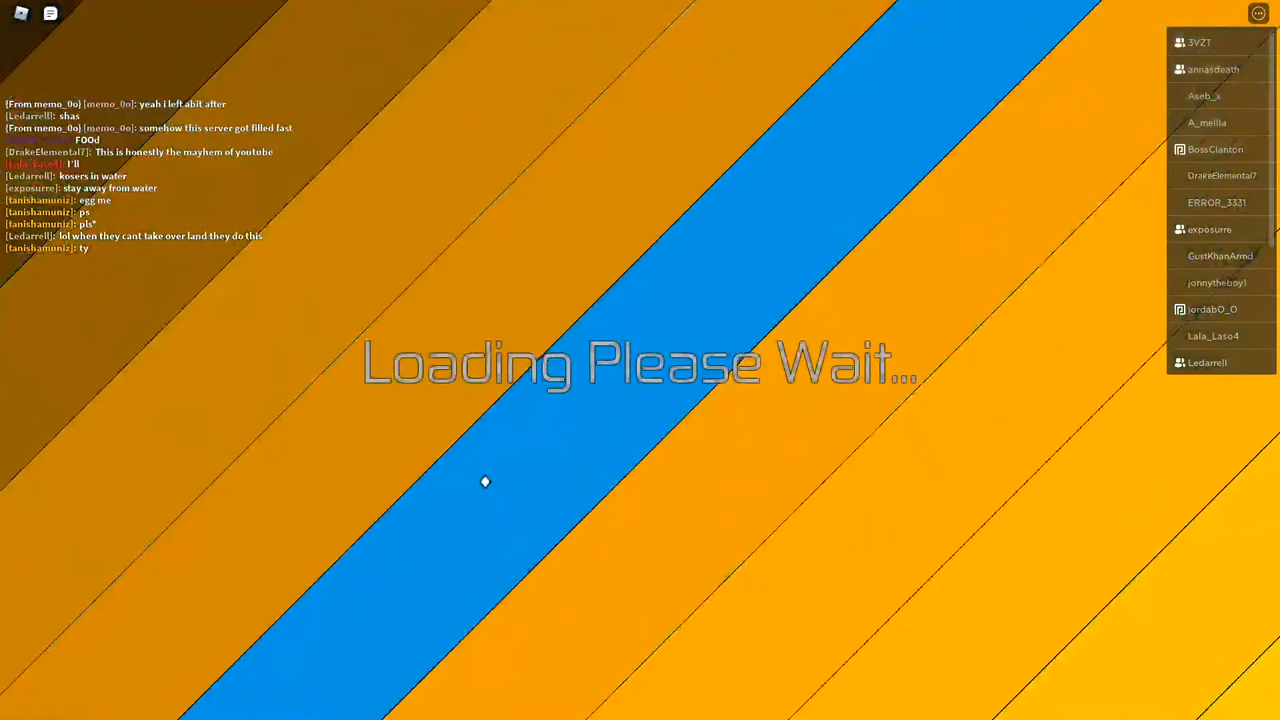 {From memo_0o} [memo_0o]: yeah i left abit after
[Ledarrell]: shas
{From memo_0o} [memo_0o]: somehow this server got filled fast
FOOd
[DrakeElemental7]: This is honestly the mayhem of youtube
[Lala_Laso4]: I'll
[Ledarrell]: kosers in water
[exposurre]: stay away from water
[tanishamuniz]: egg me
[tanishamuniz]: ps
[tanishamuniz]: pls*
[Ledarrell]: lol when they cant take over land they do this
[tanishamuniz]: ty
Loading Please Wait...
3VZT
annasdeath
Aseb_x
A_mellia
BossClanton
DrakeElemental7
ERROR_3331
exposurre
GustKhanArmd
jonnytheboy1
jordabO_O
Lala_Laso4
Ledarrell